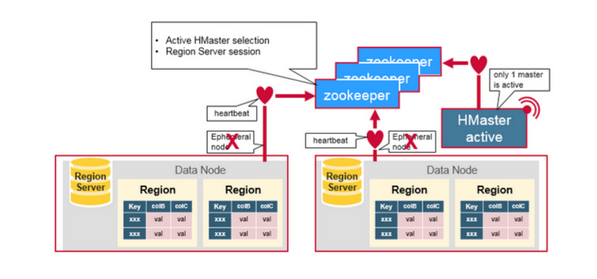 • Active HMaster selection
• Region Server session
zookeeper
zookeeper
zookeeper
only 1 master
is active
HMaster
active
heartbeat
Ephemeral
node
heartbeat
Ephemeral
node
Data Node
Region
Server
Region
Key colB colC
xxx val val
xxx val val
Region
Key colB colC
xxx val val
xxx val val
Data Node
Region
Server
Region
Key colB colC
xxx val val
xxx val val
Region
Key colB colC
xxx val val
xxx val val